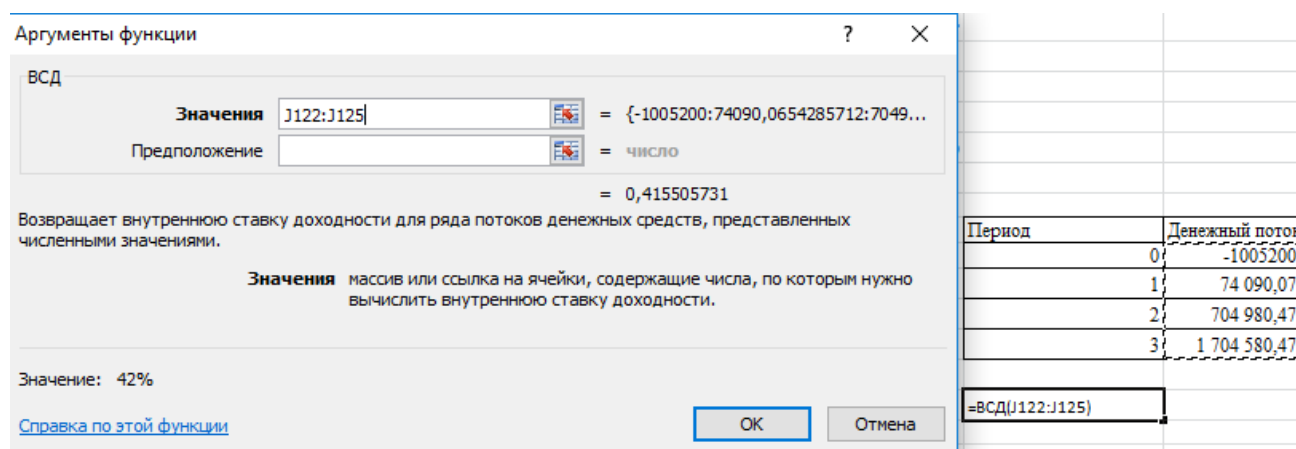 Аргументы функции ? ×
ВСД
Значения J122:J125 = {-1005200:74090,0654285712:7049...
Предположение = число
= 0,415505731
Возвращает внутреннюю ставку доходности для ряда потоков денежных средств, представленных
численными значениями.
Значения массив или ссылка на ячейки, содержащие числа, по которым нужно
вычислить внутреннюю ставку доходности.
Значение: 42%
Справка по этой функции
ОК Отмена
Период Денежный поток
0 -1005200
1 74 090,07
2 704 980,47
3 1 704 580,47
=ВСД(J122:J125)